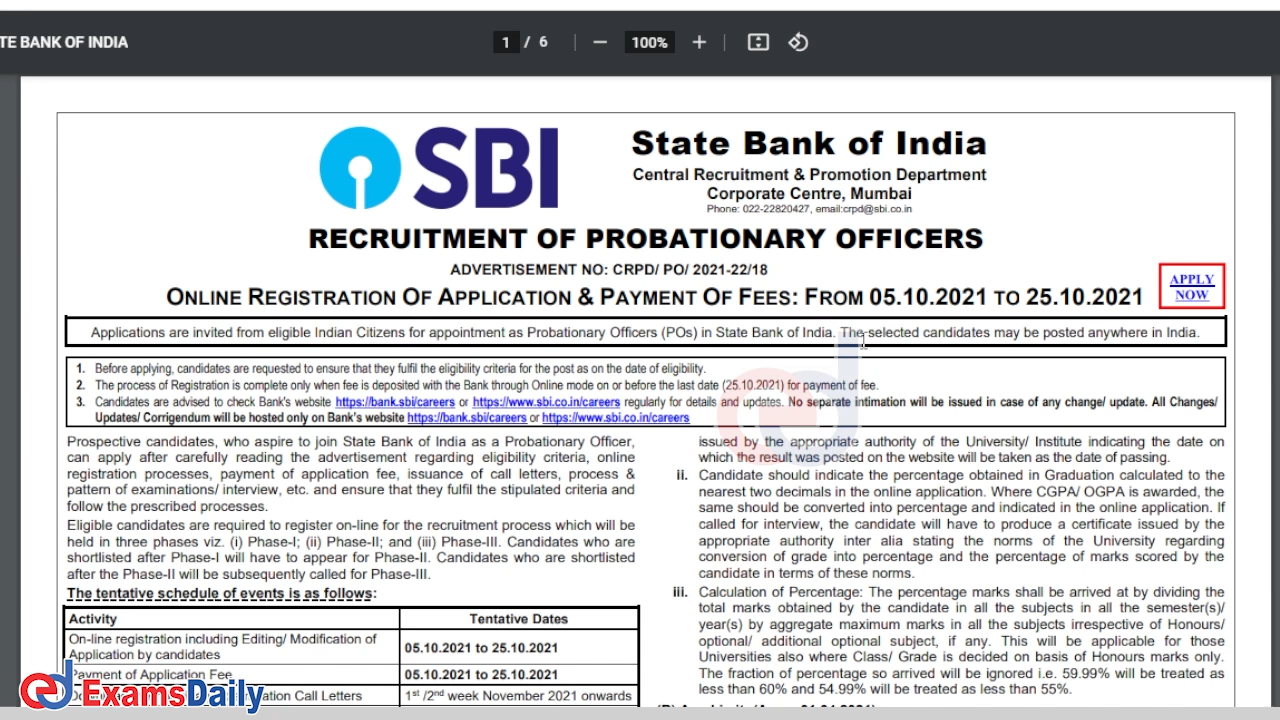 TE BANK OF INDIA
1 / 6
100%
SBI
State Bank of India
Central Recruitment & Promotion Department
Corporate Centre, Mumbai
Phone: 022-22820427, email:crpd@sbi.co.in
RECRUITMENT OF PROBATIONARY OFFICERS
ADVERTISEMENT NO: CRPD/ PO/ 2021-22/18
ONLINE REGISTRATION OF APPLICATION & PAYMENT OF FEES: FROM 05.10.2021 TO 25.10.2021
APPLY
NOW
Applications are invited from eligible Indian Citizens for appointment as Probationary Officers (POs) in State Bank of India. The selected candidates may be posted anywhere in India.
1. Before applying, candidates are requested to ensure that they fulfil the eligibility criteria for the post as on the date of eligibility.
2. The process of Registration is complete only when fee is deposited with the Bank through Online mode on or before the last date (25.10.2021) for payment of fee.
3. Candidates are advised to check Bank's website https://bank.sbi/careers or https://www.sbi.co.in/careers regularly for details and updates. No separate intimation will be issued in case of any change/ update. All Changes/
Updates/ Corrigendum will be hosted only on Bank's website https://bank.sbi/careers or https://www.sbi.co.in/careers
Prospective candidates, who aspire to join State Bank of India as a Probationary Officer,
can apply after carefully reading the advertisement regarding eligibility criteria, online
registration processes, payment of application fee, issuance of call letters, process &
pattern of examinations/ interview, etc. and ensure that they fulfil the stipulated criteria and
follow the prescribed processes.
Eligible candidates are required to register on-line for the recruitment process which will be
held in three phases viz. (i) Phase-I; (ii) Phase-II; and (iii) Phase-III. Candidates who are
shortlisted after Phase-I will have to appear for Phase-II. Candidates who are shortlisted
after the Phase-II will be subsequently called for Phase-III.
The tentative schedule of events is as follows:
Activity Tentative Dates
On-line registration including Editing/ Modification of
Application by candidates 05.10.2021 to 25.10.2021
Payment of Application Fee 05.10.2021 to 25.10.2021
Call Letters 1st /2nd week November 2021 onwards
issued by the appropriate authority of the University/ Institute indicating the date on
which the result was posted on the website will be taken as the date of passing.
ii. Candidate should indicate the percentage obtained in Graduation calculated to the
nearest two decimals in the online application. Where CGPA/ OGPA is awarded, the
same should be converted into percentage and indicated in the online application. If
called for interview, the candidate will have to produce a certificate issued by the
appropriate authority inter alia stating the norms of the University regarding
conversion of grade into percentage and the percentage of marks scored by the
candidate in terms of these norms.
iii. Calculation of Percentage: The percentage marks shall be arrived at by dividing the
total marks obtained by the candidate in all the subjects in all the semester(s)/
year(s) by aggregate maximum marks in all the subjects irrespective of Honours/
optional/ additional optional subject, if any. This will be applicable for those
Universities also where Class/ Grade is decided on basis of Honours marks only.
The fraction of percentage so arrived will be ignored i.e. 59.99% will be treated as
less than 60% and 54.99% will be treated as less than 55%.
ExamsDaily